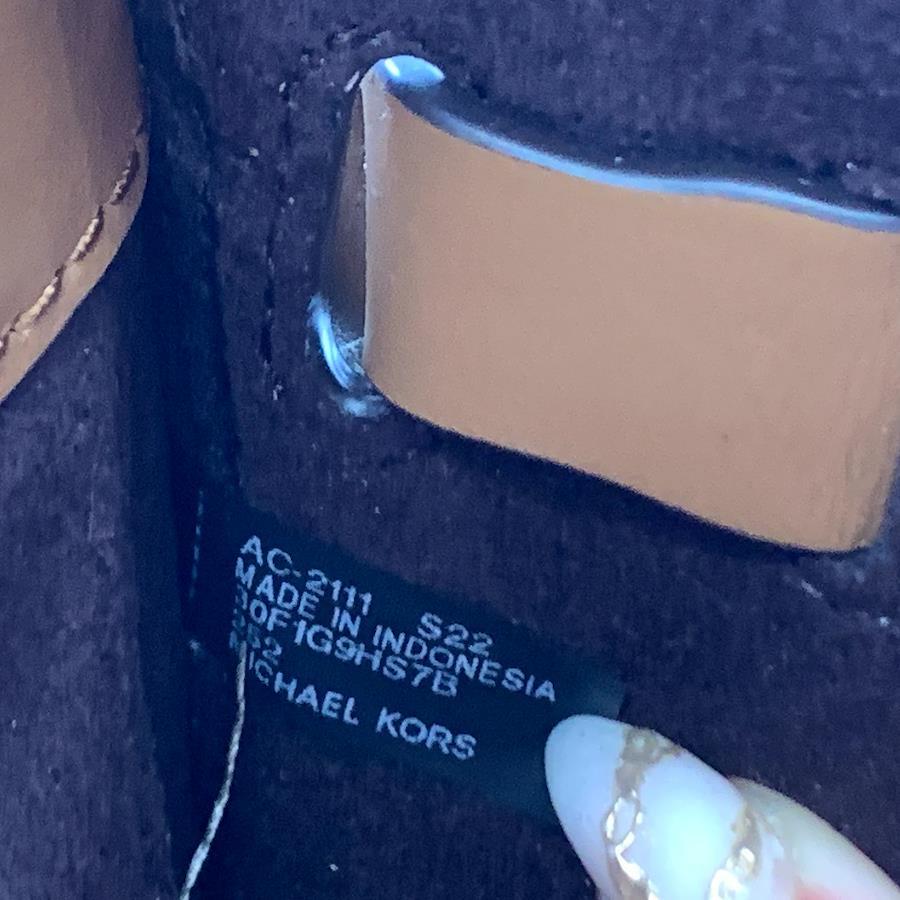 AC-2111 S22
MADE IN INDONESIA
30F1G9HS7B
MICHAEL KORS